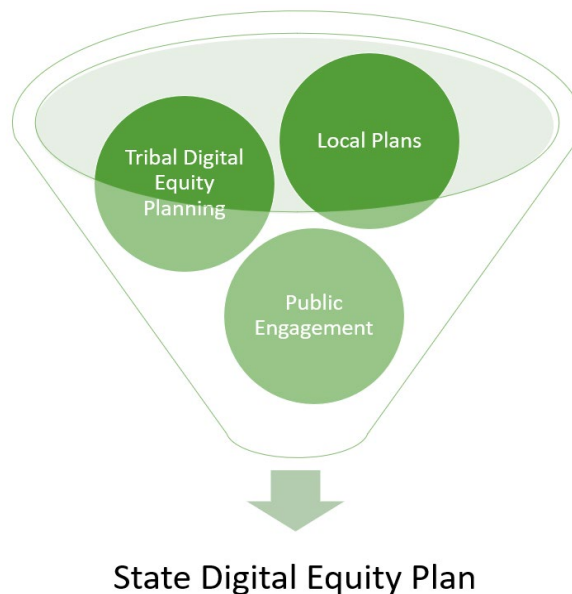 Tribal Digital
Equity
Planning
Local Plans
Public
Engagement
State Digital Equity Plan